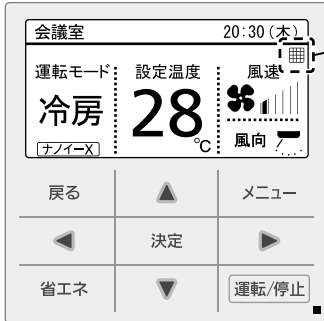 会議室 20:30(木)
運転モード 設定温度 風速
冷房 28℃
ナノイーX 風向
戻る メニュー
決定
省エネ 運転/停止